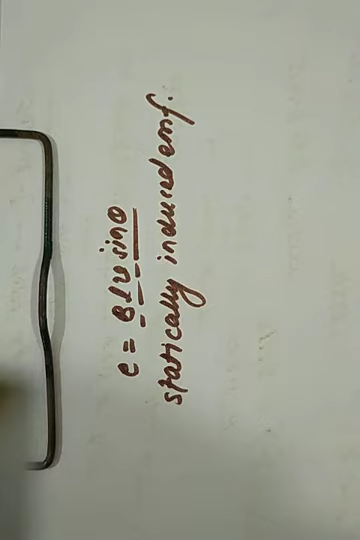 e = Blv sinθ
statically induced emf.